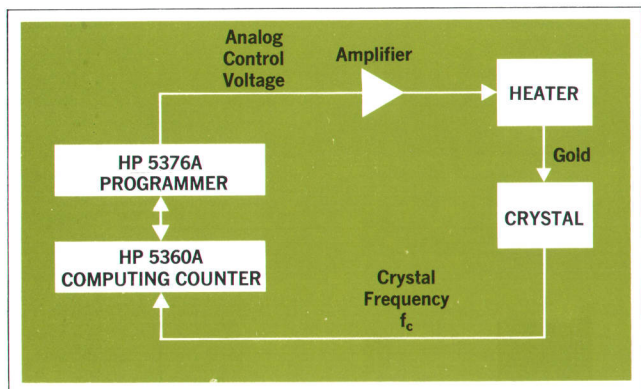 Analog
Control
Voltage
Amplifier
HEATER
Gold
HP 5376A
PROGRAMMER
CRYSTAL
HP 5360A
COMPUTING COUNTER
Crystal
Frequency
fc